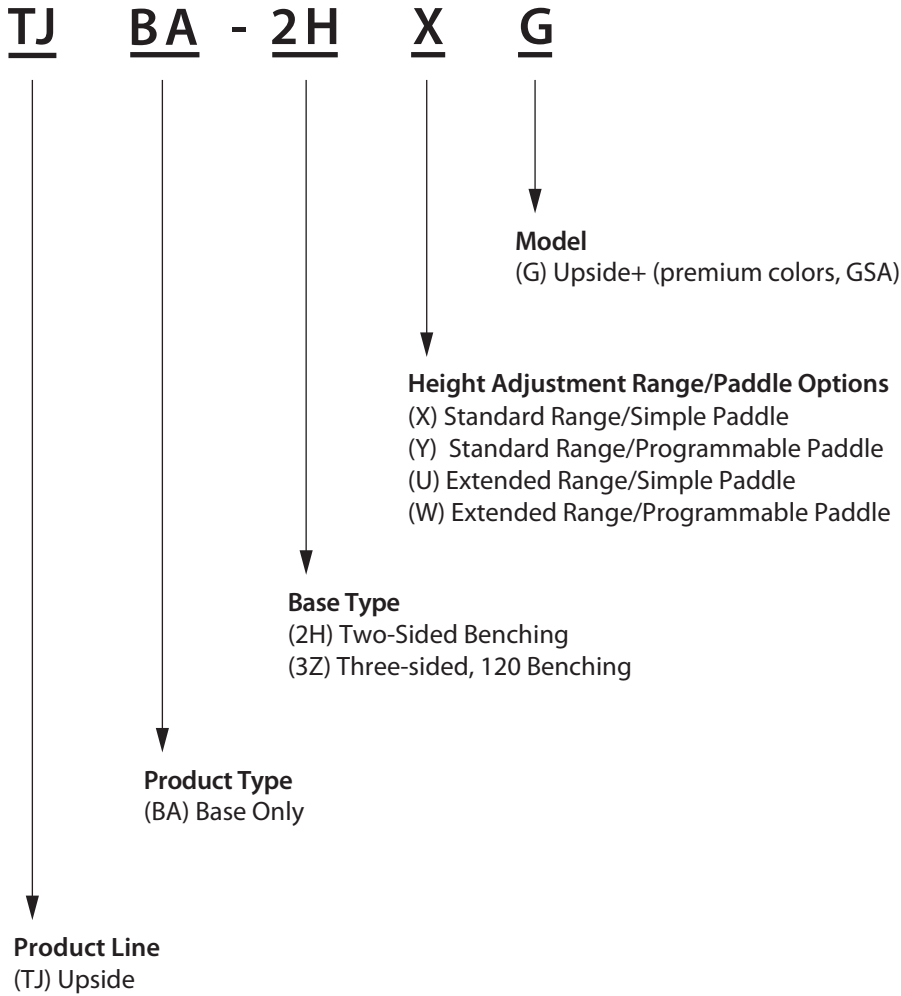 TJ BA - 2H X G
Model
(G) Upside+ (premium colors, GSA)
Height Adjustment Range/Paddle Options
(X) Standard Range/Simple Paddle
(Y) Standard Range/Programmable Paddle
(U) Extended Range/Simple Paddle
(W) Extended Range/Programmable Paddle
Base Type
(2H) Two-Sided Benching
(3Z) Three-sided, 120 Benching
Product Type
(BA) Base Only
Product Line
(TJ) Upside